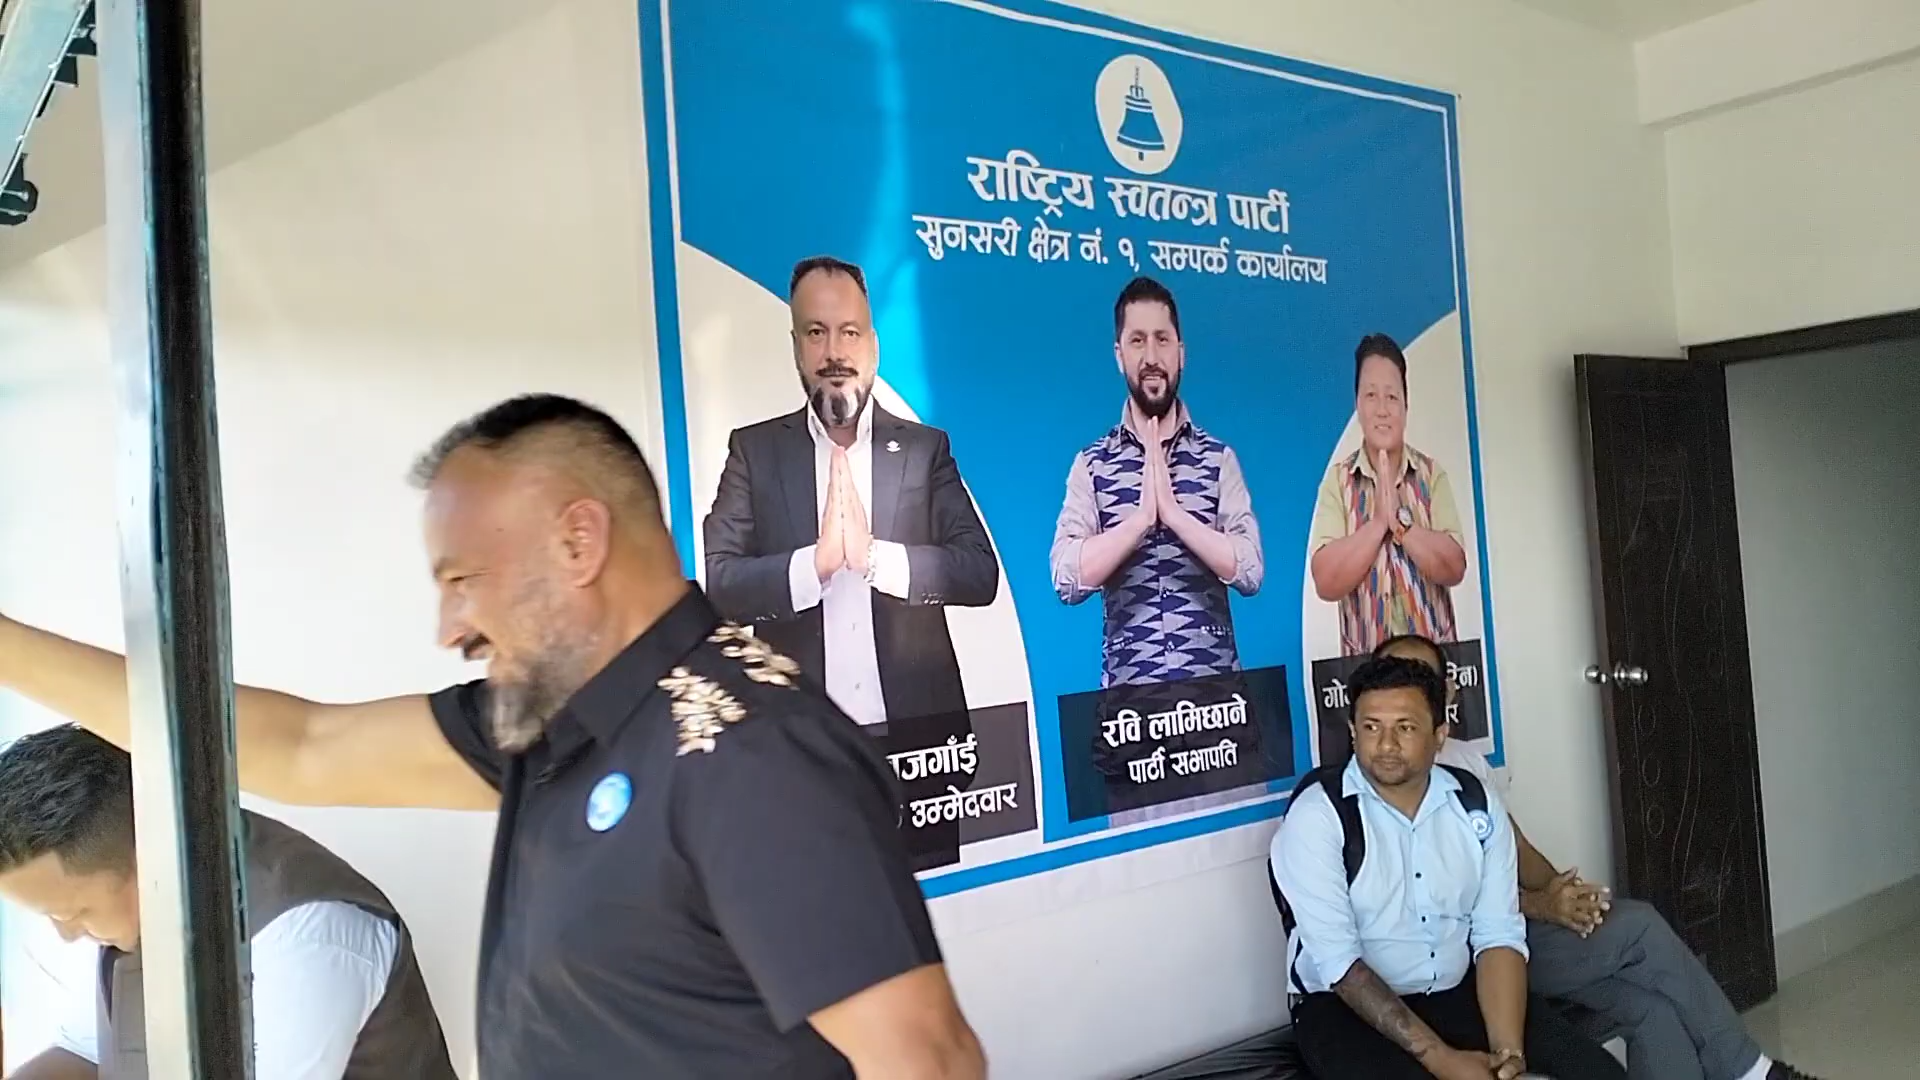 राष्ट्रिय स्वतन्त्र पार्टी
सुनसरी क्षेत्र नं. १, सम्पर्क कार्यालय
उम्मेदवार
रवि लामिछाने
पार्टी सभापति